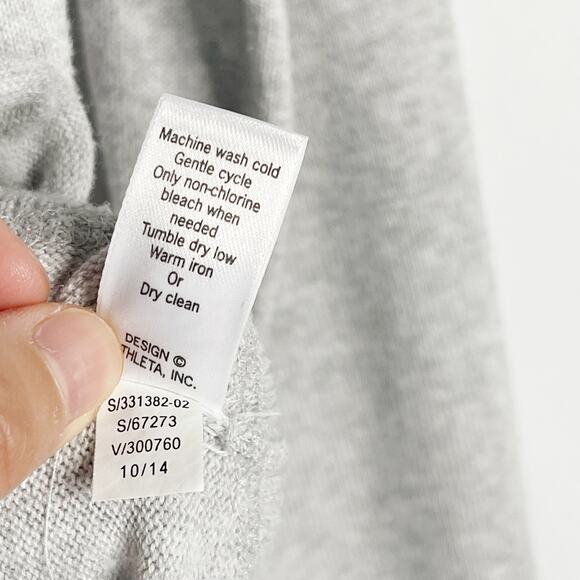 Machine wash cold
Gentle cycle
Only non-chlorine
bleach when
needed
Tumble dry low
Warm iron
Or
Dry clean
DESIGN ©
THLETA, INC.
S/331382-02
S/67273
V/300760
10/14